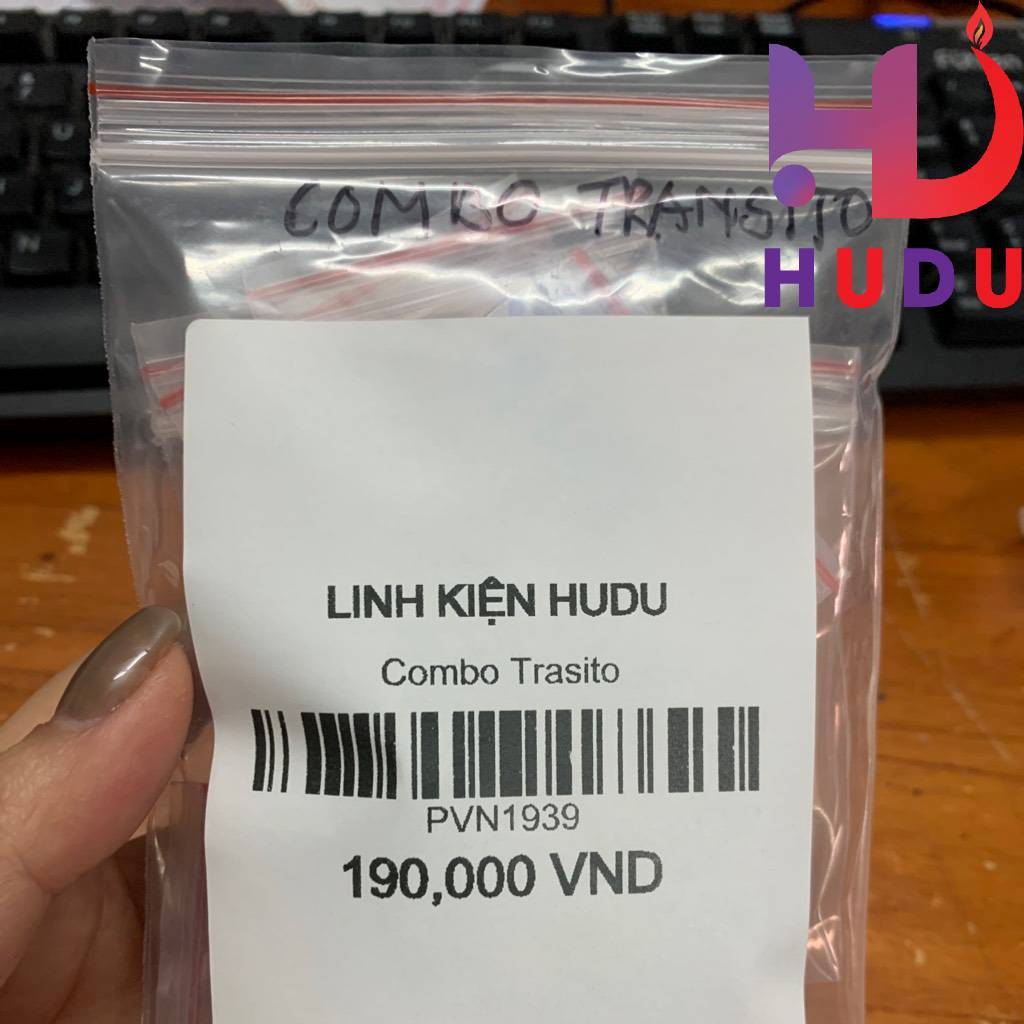 COMBO TRANSITO
HUDU
LINH KIỆN HUDU
Combo Trasito
PVN1939
190,000 VND